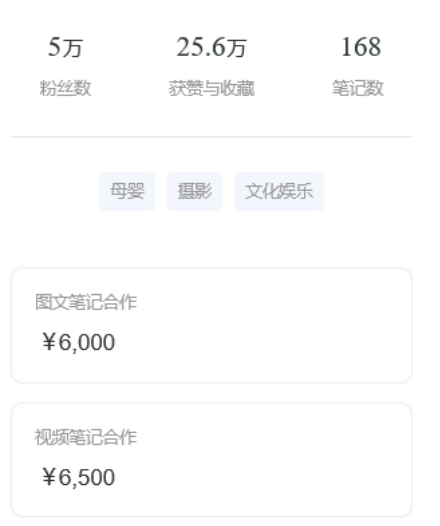 5万 25.6万 168
粉丝数 获赞与收藏 笔记数
母婴 摄影 文化娱乐
图文笔记合作
¥6,000
视频笔记合作
¥6,500